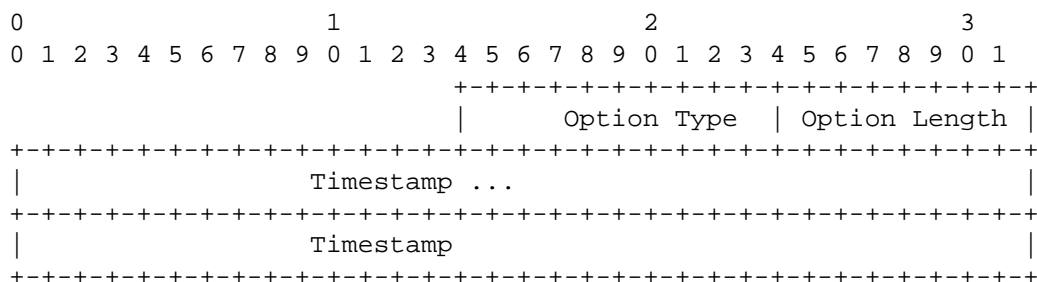 0                   1                   2                   3
0 1 2 3 4 5 6 7 8 9 0 1 2 3 4 5 6 7 8 9 0 1 2 3 4 5 6 7 8 9 0 1
                            +-+-+-+-+-+-+-+-+-+-+-+-+-+-+-+-+-+-+
                            |      Option Type  | Option Length |
+-+-+-+-+-+-+-+-+-+-+-+-+-+-+-+-+-+-+-+-+-+-+-+-+-+-+-+-+-+-+-+-+
|                  Timestamp ...                                |
+-+-+-+-+-+-+-+-+-+-+-+-+-+-+-+-+-+-+-+-+-+-+-+-+-+-+-+-+-+-+-+-+
|                  Timestamp                                    |
+-+-+-+-+-+-+-+-+-+-+-+-+-+-+-+-+-+-+-+-+-+-+-+-+-+-+-+-+-+-+-+-+